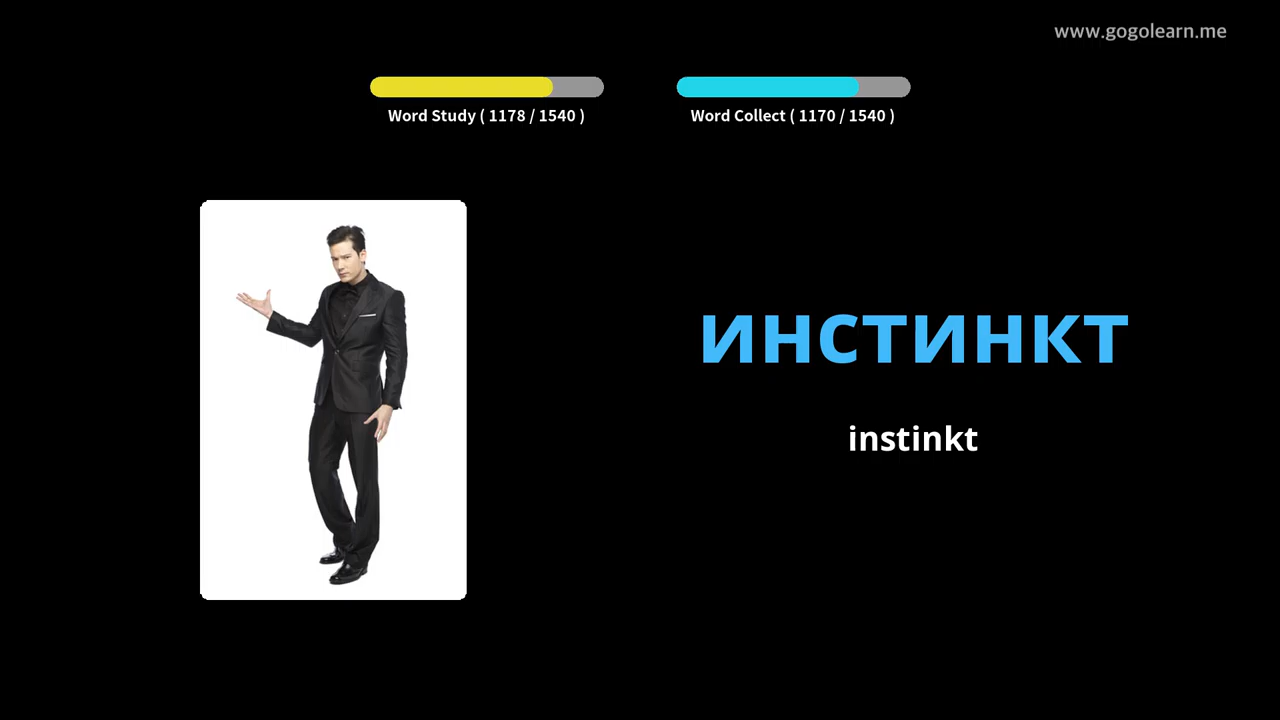 www.gogolearn.me
Word Study ( 1178 / 1540 )
Word Collect ( 1170 / 1540 )
инстинкт
instinkt